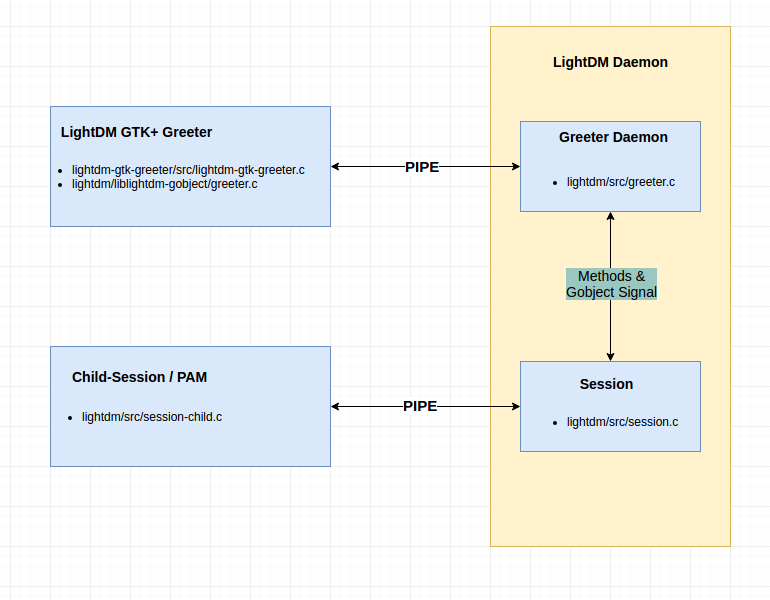 LightDM Daemon
LightDM GTK+ Greeter
lightdm-gtk-greeter/src/lightdm-gtk-greeter.c
lightdm/liblightdm-gobject/greeter.c
PIPE
Greeter Daemon
lightdm/src/greeter.c
Methods &
Gobject Signal
Child-Session / PAM
lightdm/src/session-child.c
PIPE
Session
lightdm/src/session.c